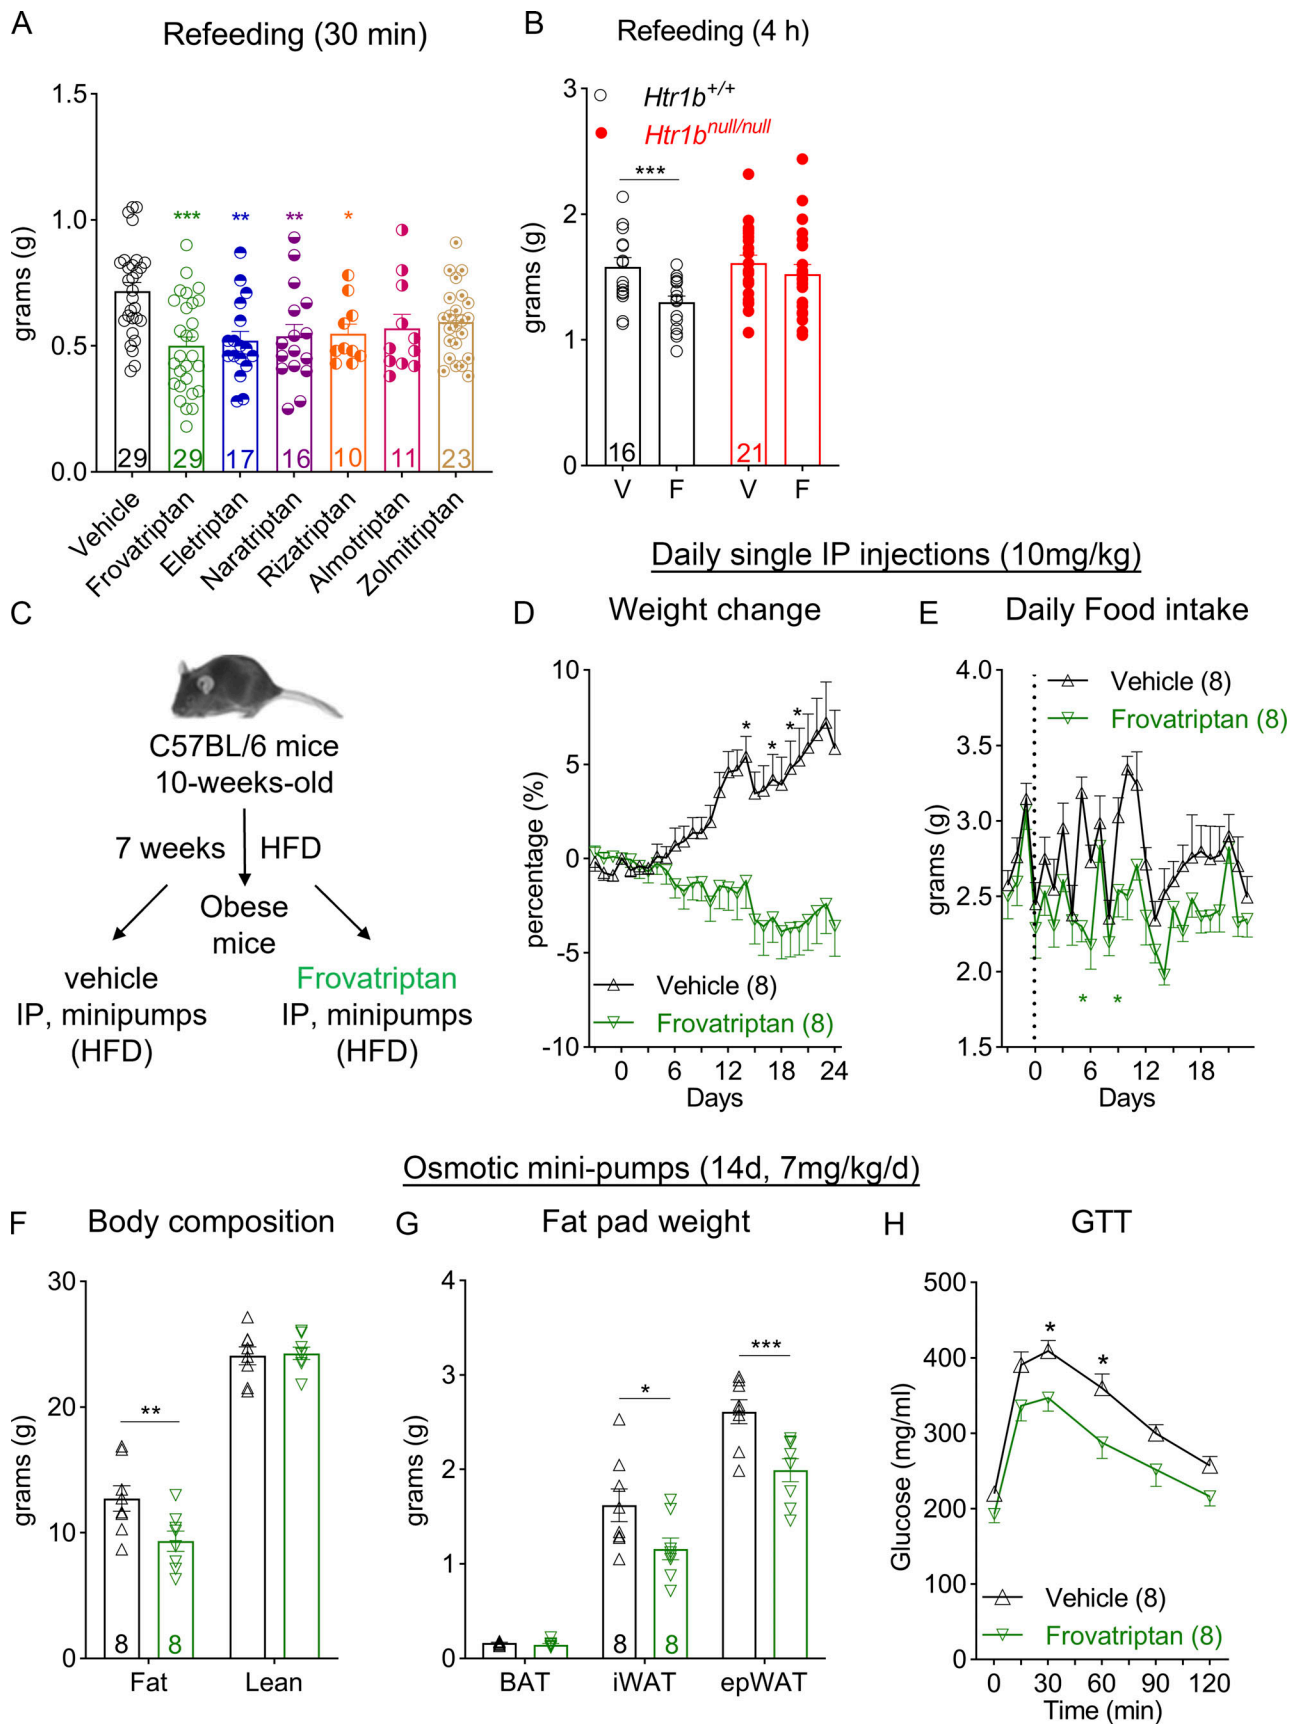 A
Refeeding (30 min)
1.5
1.0
0.5
0.0
grams (g)
*** ** ** *
29 29 17 16 10 11 23
Vehicle
Frovatriptan
Eletriptan
Naratriptan
Rizatriptan
Almotriptan
Zolmitriptan
B
Refeeding (4 h)
Htr1b+/+
Htr1bnull/null
3
2
1
0
grams (g)
***
16 21
V F V F
C
C57BL/6 mice
10-weeks-old
7 weeks HFD
Obese
mice
vehicle
IP, minipumps
(HFD)
Frovatriptan
IP, minipumps
(HFD)
Daily single IP injections (10mg/kg)
D
Weight change
10
5
0
-5
-10
percentage (%)
* * * *
Vehicle (8)
Frovatriptan (8)
0 6 12 18 24
Days
E
Daily Food intake
4.0
3.5
3.0
2.5
2.0
1.5
grams (g)
Vehicle (8)
Frovatriptan (8)
* *
0 6 12 18
Days
Osmotic mini-pumps (14d, 7mg/kg/d)
F
Body composition
30
20
10
0
grams (g)
**
8 8
Fat Lean
G
Fat pad weight
4
3
2
1
0
grams (g)
* ***
8 8
BAT iWAT epWAT
H
GTT
500
400
300
200
100
0
Glucose (mg/ml)
* *
Vehicle (8)
Frovatriptan (8)
0 30 60 90 120
Time (min)